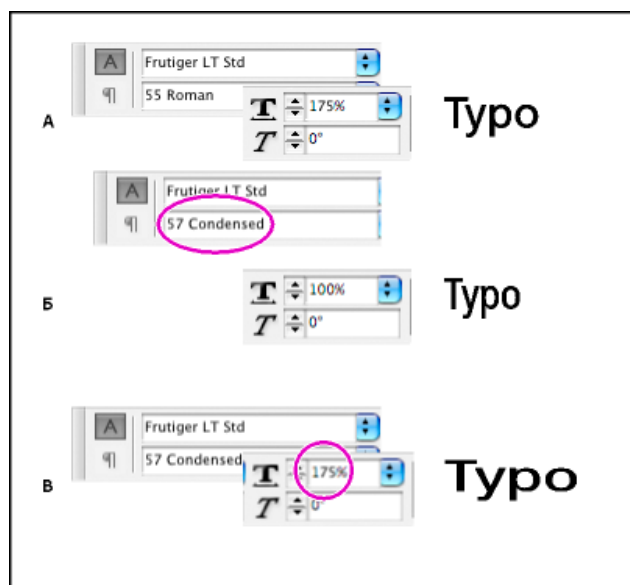 A
Frutiger LT Std
¶
55 Roman
T
175%
T
0°
А
Typo
A
Frutiger LT Std
¶
57 Condensed
T
100%
T
0°
Б
Typo
A
Frutiger LT Std
¶
57 Condensed
T
175%
T
0°
В
Typo